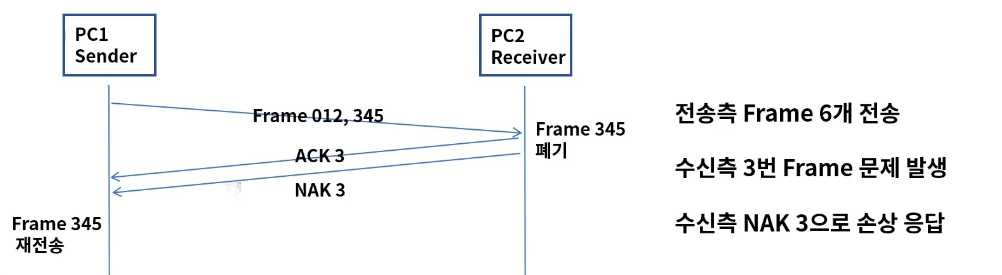 PC1
Sender
PC2
Receiver
Frame 012, 345
Frame 345
폐기
ACK 3
NAK 3
Frame 345
재전송
전송측 Frame 6개 전송
수신측 3번 Frame 문제 발생
수신측 NAK 3으로 손상 응답